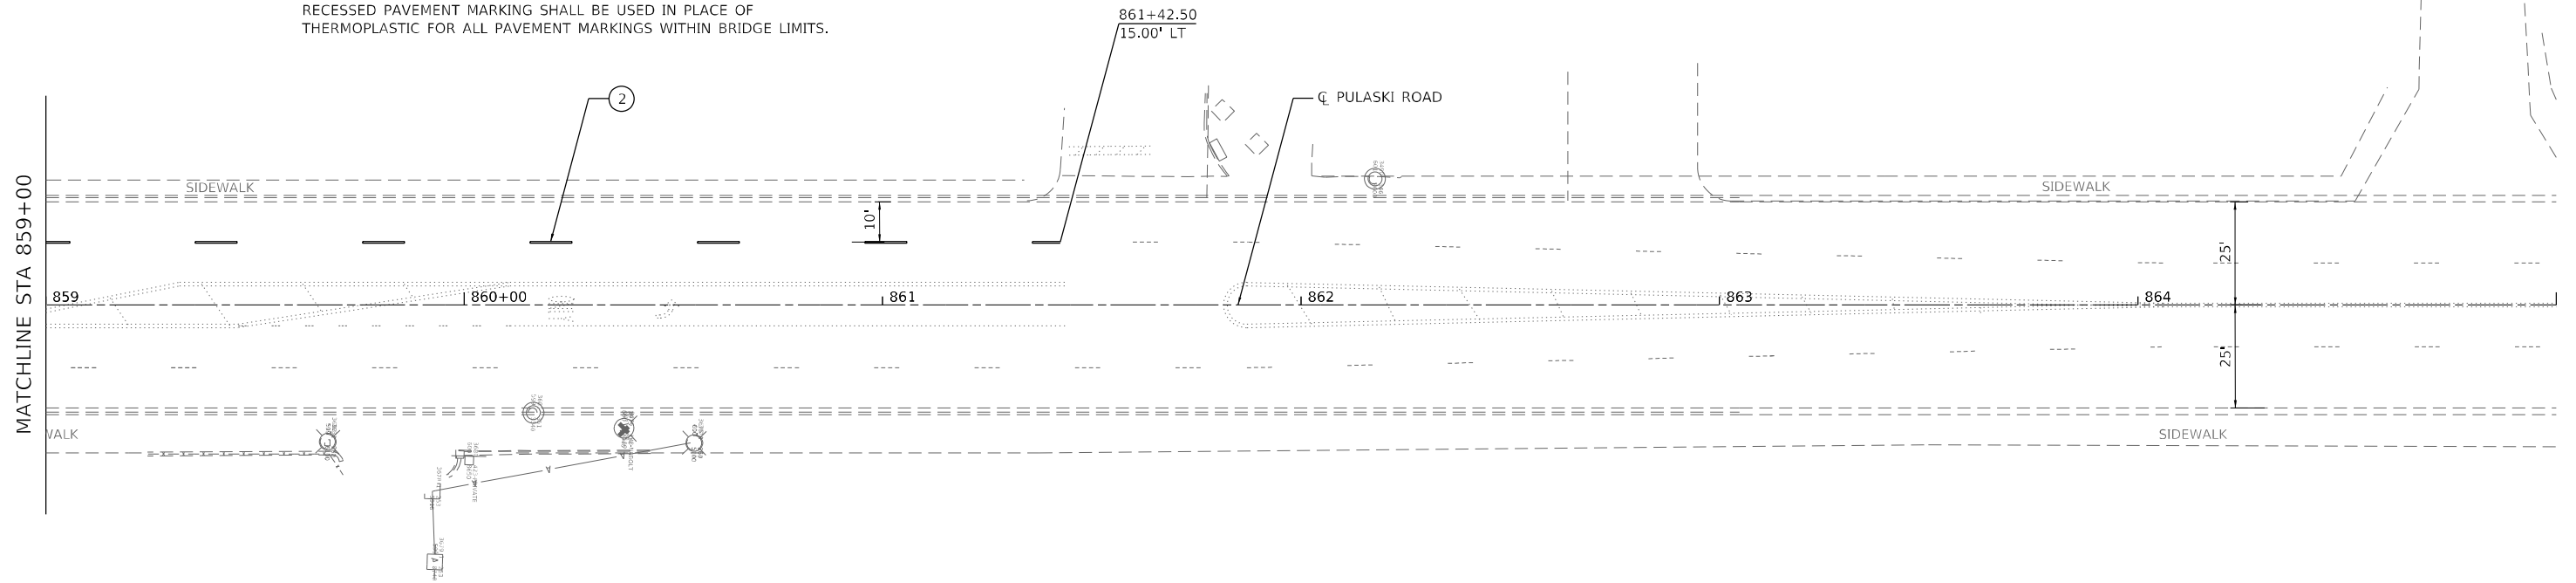 RECESSED PAVEMENT MARKING SHALL BE USED IN PLACE OF
THERMOPLASTIC FOR ALL PAVEMENT MARKINGS WITHIN BRIDGE LIMITS.
861+42.50
15.00' LT
2
℄ PULASKI ROAD
MATCHLINE STA 859+00
SIDEWALK
SIDEWALK
10'
25'
859
860+00
861
862
863
864
25'
WALK
SIDEWALK
A
A